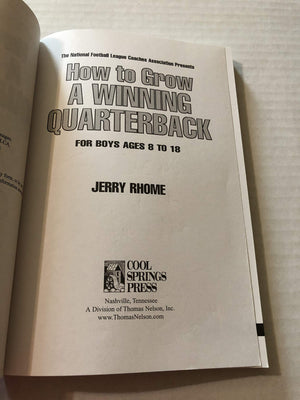 The National Football League Coaches Association Presents
How to Grow
A WINNING
QUARTERBACK
FOR BOYS AGES 8 TO 18
JERRY RHOME
COOL
SPRINGS
PRESS
Nashville, Tennessee
A Division of Thomas Nelson, Inc.
www.ThomasNelson.com